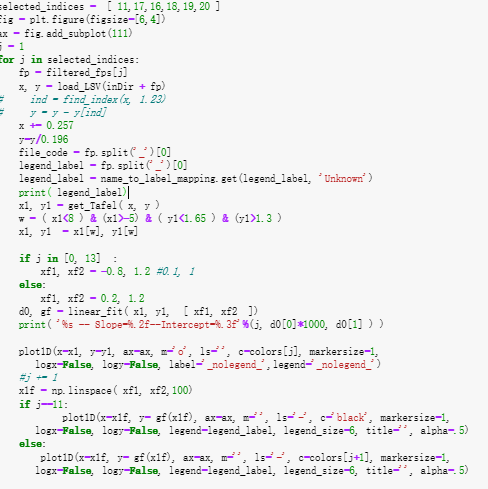 selected_indices = [ 11,17,16,18,19,20 ]
fig = plt.figure(figsize=[6,4])
ax = fig.add_subplot(111)
j = 1
for j in selected_indices:
    fp = filtered_fps[j]
    x, y = load_LSV(inDir + fp)
#     ind = find_index(x, 1.23)
#     y = y - y[ind]
    x += 0.257
    y=y/0.196
    file_code = fp.split('_')[0]
    legend_label = fp.split('_')[0]
    legend_label = name_to_label_mapping.get(legend_label, 'Unknown')
    print( legend_label)
    x1, y1 = get_Tafel( x, y )
    w = ( x1<8 ) & (x1>-5) & ( y1<1.65 ) & (y1>1.3 )
    x1, y1 = x1[w], y1[w]
    if j in [0, 13] :
        xf1, xf2 = -0.8, 1.2 #0.1, 1
    else:
        xf1, xf2 = 0.2, 1.2
    d0, gf = linear_fit( x1, y1, [ xf1, xf2 ])
    print( '%s -- Slope=%.2f--Intercept=%.3f'%(j, d0[0]*1000, d0[1] ) )
    plot1D(x=x1, y=y1, ax=ax, m='o', ls='', c=colors[j], markersize=1,
       logx=False, logy=False, label='_nolegend_',legend='_nolegend_')
    #j += 1
    x1f = np.linspace( xf1, xf2,100)
    if j==11:
            plot1D(x=x1f, y= gf(x1f), ax=ax, m='', ls='-', c='black', markersize=1,
       logx=False, logy=False, legend=legend_label, legend_size=6, title='', alpha=.5)
    else:
        plot1D(x=x1f, y= gf(x1f), ax=ax, m='', ls='-', c=colors[j+1], markersize=1,
       logx=False, logy=False, legend=legend_label, legend_size=6, title='', alpha=.5)